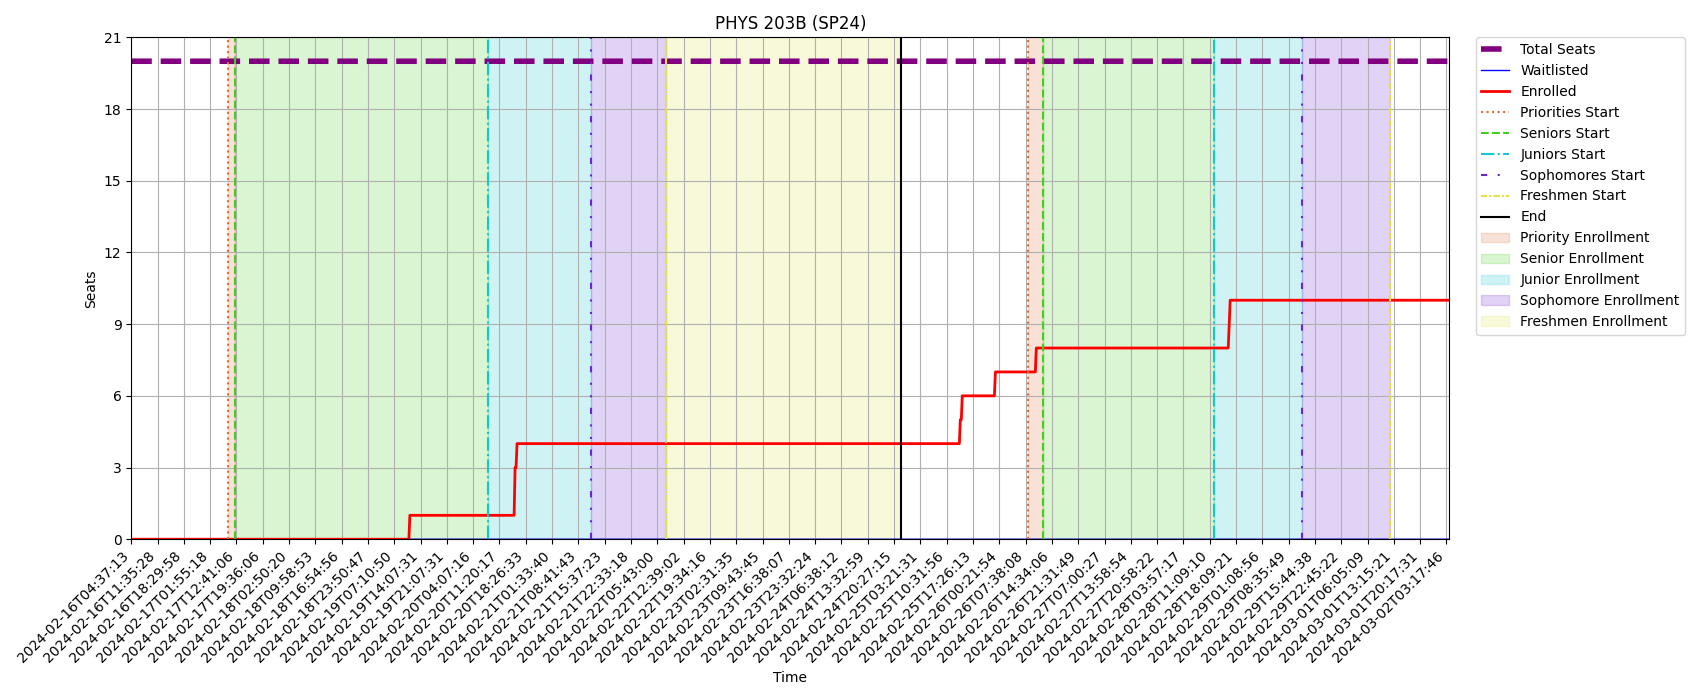 PHYS 203B (SP24)
21
18
15
12
9
6
3
0
Seats
2024-02-16T04:37:13
2024-02-16T11:35:28
2024-02-16T18:29:58
2024-02-17T01:55:18
2024-02-17T12:41:06
2024-02-17T19:36:06
2024-02-18T02:50:20
2024-02-18T09:58:53
2024-02-18T16:54:56
2024-02-18T23:50:47
2024-02-19T07:10:50
2024-02-19T14:07:31
2024-02-19T21:07:31
2024-02-20T04:07:16
2024-02-20T11:20:17
2024-02-20T18:26:33
2024-02-21T01:33:40
2024-02-21T08:41:43
2024-02-21T15:37:23
2024-02-21T22:33:18
2024-02-22T05:43:00
2024-02-22T12:39:02
2024-02-22T19:34:16
2024-02-23T02:31:35
2024-02-23T09:43:45
2024-02-23T16:38:07
2024-02-23T23:32:24
2024-02-24T06:38:12
2024-02-24T13:32:59
2024-02-24T20:27:15
2024-02-25T03:21:31
2024-02-25T10:31:56
2024-02-25T17:26:13
2024-02-26T00:21:54
2024-02-26T07:38:08
2024-02-26T14:34:06
2024-02-26T21:31:49
2024-02-27T07:00:27
2024-02-27T13:58:54
2024-02-27T20:58:22
2024-02-28T03:57:17
2024-02-28T11:09:10
2024-02-28T18:09:21
2024-02-29T01:08:56
2024-02-29T08:35:49
2024-02-29T15:44:38
2024-02-29T22:45:22
2024-03-01T06:05:09
2024-03-01T13:15:21
2024-03-01T20:17:31
2024-03-02T03:17:46
Time
Total Seats
Waitlisted
Enrolled
Priorities Start
Seniors Start
Juniors Start
Sophomores Start
Freshmen Start
End
Priority Enrollment
Senior Enrollment
Junior Enrollment
Sophomore Enrollment
Freshmen Enrollment